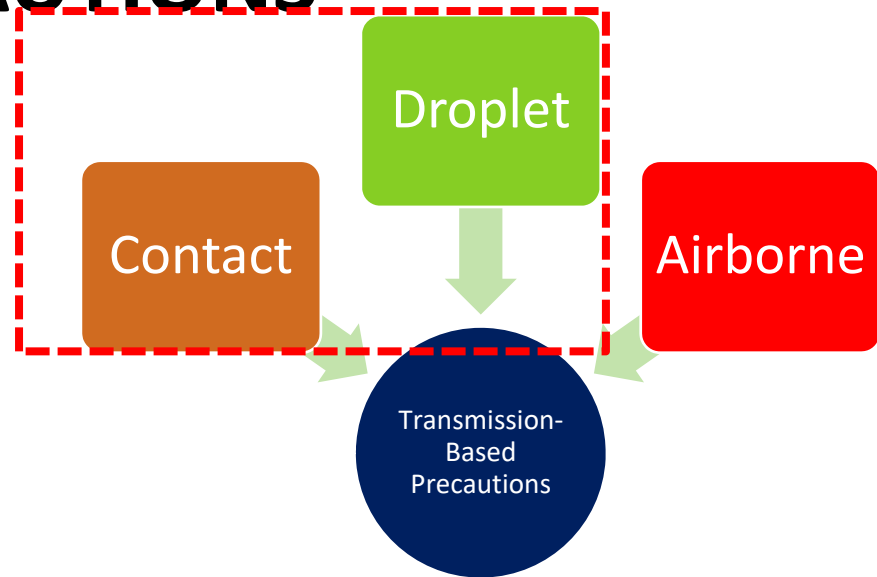 Droplet
Contact
Airborne
Transmission-
Based
Precautions